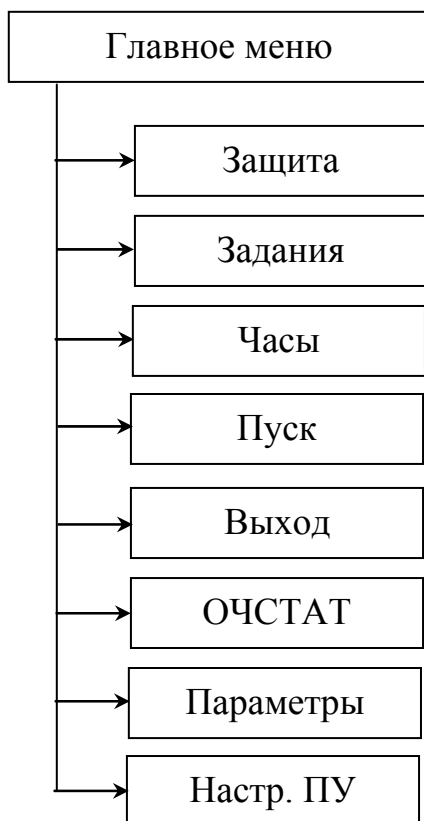 Главное меню
Защита
Задания
Часы
Пуск
Выход
ОЧСТАТ
Параметры
Настр. ПУ